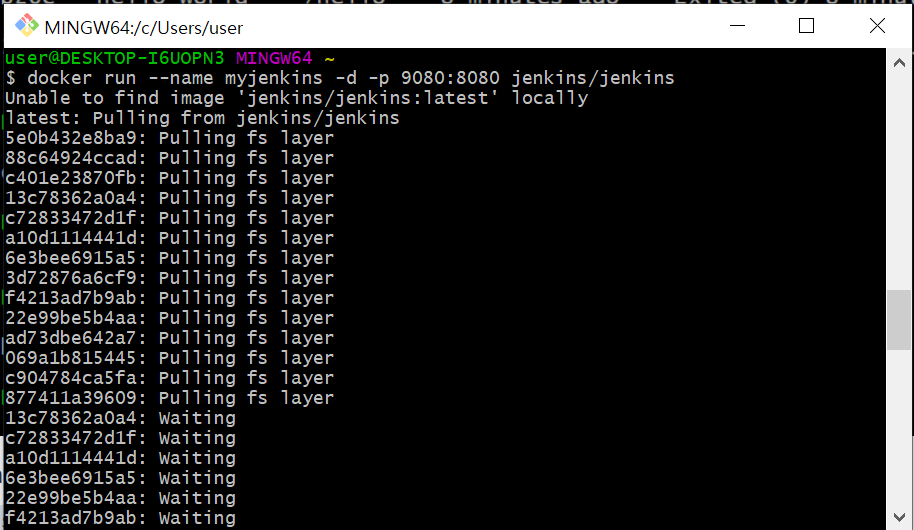 MINGW64:/c/Users/user
user@DESKTOP-I6UOPN3 MINGW64 ~
$ docker run --name myjenkins -d -p 9080:8080 jenkins/jenkins
Unable to find image 'jenkins/jenkins:latest' locally
latest: Pulling from jenkins/jenkins
5e0b432e8ba9: Pulling fs layer
88c64924ccad: Pulling fs layer
c401e23870fb: Pulling fs layer
13c78362a0a4: Pulling fs layer
c72833472d1f: Pulling fs layer
a10d1114441d: Pulling fs layer
6e3bee6915a5: Pulling fs layer
3d72876a6cf9: Pulling fs layer
f4213ad7b9ab: Pulling fs layer
22e99be5b4aa: Pulling fs layer
ad73dbe642a7: Pulling fs layer
069a1b815445: Pulling fs layer
c904784ca5fa: Pulling fs layer
877411a39609: Pulling fs layer
13c78362a0a4: Waiting
c72833472d1f: Waiting
a10d1114441d: Waiting
6e3bee6915a5: Waiting
22e99be5b4aa: Waiting
f4213ad7b9ab: Waiting